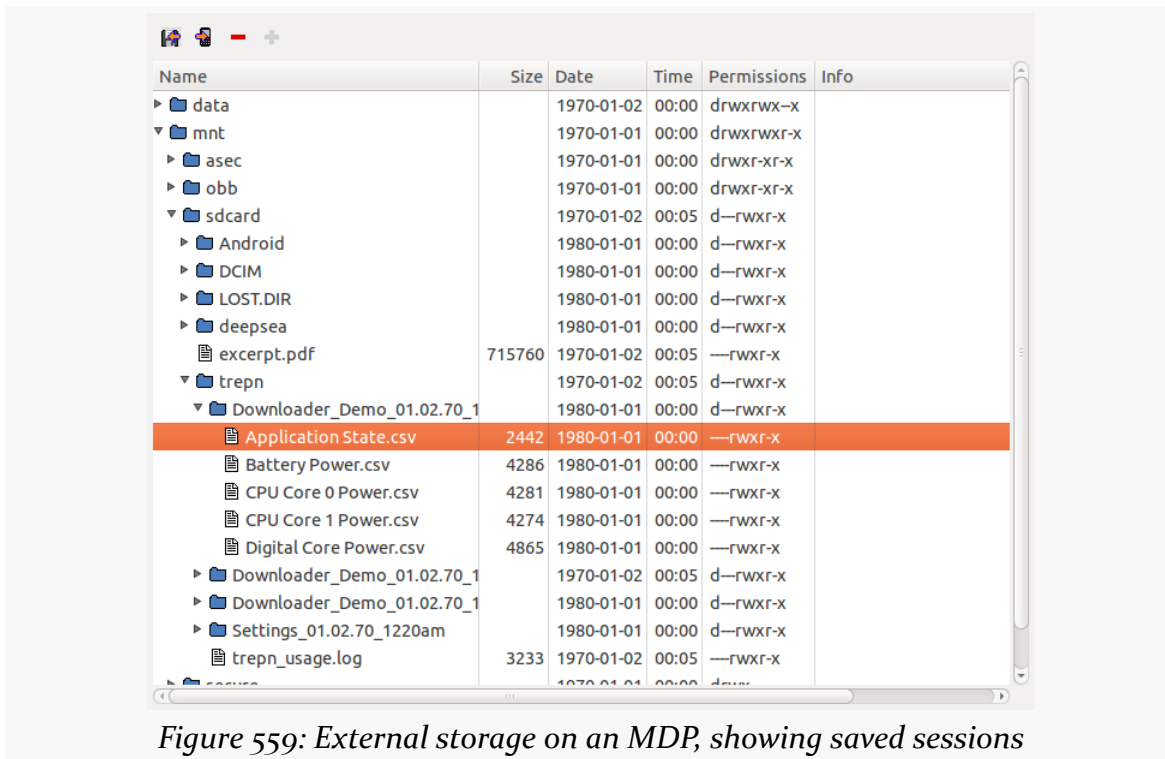 Name Size Date Time Permissions Info
data 1970-01-02 00:00 drwxrwx--x
mnt 1970-01-01 00:00 drwxrwxr-x
asec 1970-01-01 00:00 drwxr-xr-x
obb 1970-01-01 00:00 drwxr-xr-x
sdcard 1970-01-02 00:05 d---rwxr-x
Android 1980-01-01 00:00 d---rwxr-x
DCIM 1980-01-01 00:00 d---rwxr-x
LOST.DIR 1980-01-01 00:00 d---rwxr-x
deepsea 1980-01-01 00:00 d---rwxr-x
excerpt.pdf 715760 1970-01-02 00:05 ----rwxr-x
trepn 1970-01-02 00:05 d---rwxr-x
Downloader_Demo_01.02.70_1 1980-01-01 00:00 d---rwxr-x
Application State.csv 2442 1980-01-01 00:00 ----rwxr-x
Battery Power.csv 4286 1980-01-01 00:00 ----rwxr-x
CPU Core 0 Power.csv 4281 1980-01-01 00:00 ----rwxr-x
CPU Core 1 Power.csv 4274 1980-01-01 00:00 ----rwxr-x
Digital Core Power.csv 4865 1980-01-01 00:00 ----rwxr-x
Downloader_Demo_01.02.70_1 1970-01-02 00:05 d---rwxr-x
Downloader_Demo_01.02.70_1 1980-01-01 00:00 d---rwxr-x
Settings_01.02.70_1220am 1980-01-01 00:00 d---rwxr-x
trepn_usage.log 3233 1970-01-02 00:05 ----rwxr-x
Figure 559: External storage on an MDP, showing saved sessions